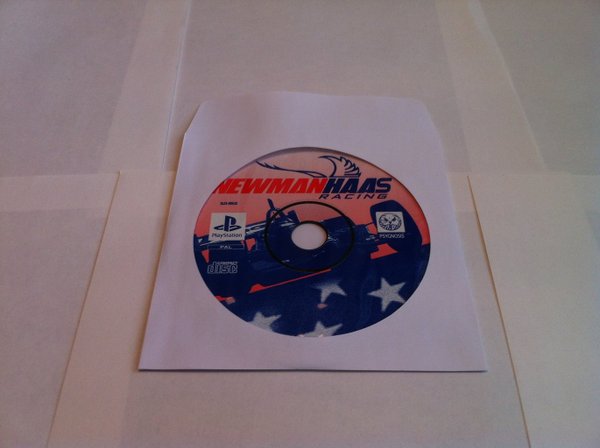 NEWMANHAAS
RACING
PlayStation
PAL
PSYGNOSIS
COMPACT
disc